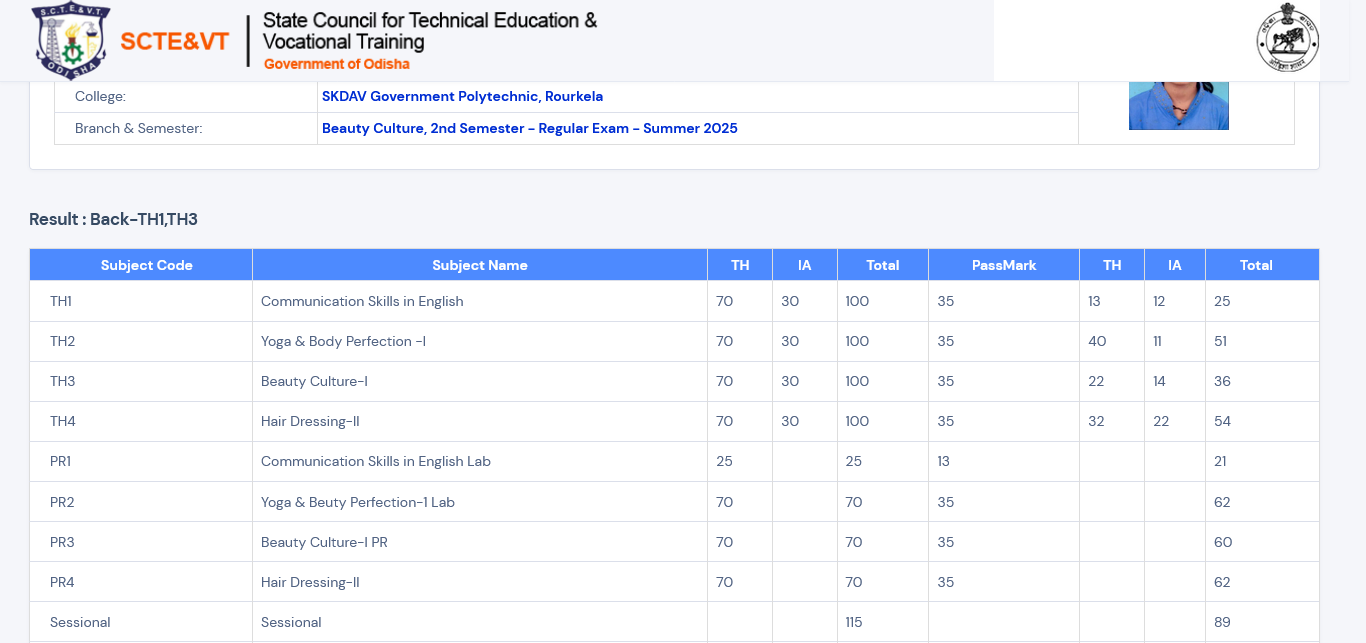 S.C.T.E.&V.T.
ODISHA
SCTE&VT
State Council for Technical Education &
Vocational Training
Government of Odisha
College: SKDAV Government Polytechnic, Rourkela
Branch & Semester: Beauty Culture, 2nd Semester - Regular Exam - Summer 2025
Result : Back-TH1,TH3
Subject Code Subject Name TH IA Total PassMark TH IA Total
TH1 Communication Skills in English 70 30 100 35 13 12 25
TH2 Yoga & Body Perfection -I 70 30 100 35 40 11 51
TH3 Beauty Culture-I 70 30 100 35 22 14 36
TH4 Hair Dressing-II 70 30 100 35 32 22 54
PR1 Communication Skills in English Lab 25 25 13 21
PR2 Yoga & Beuty Perfection-1 Lab 70 70 35 62
PR3 Beauty Culture-I PR 70 70 35 60
PR4 Hair Dressing-II 70 70 35 62
Sessional Sessional 115 89